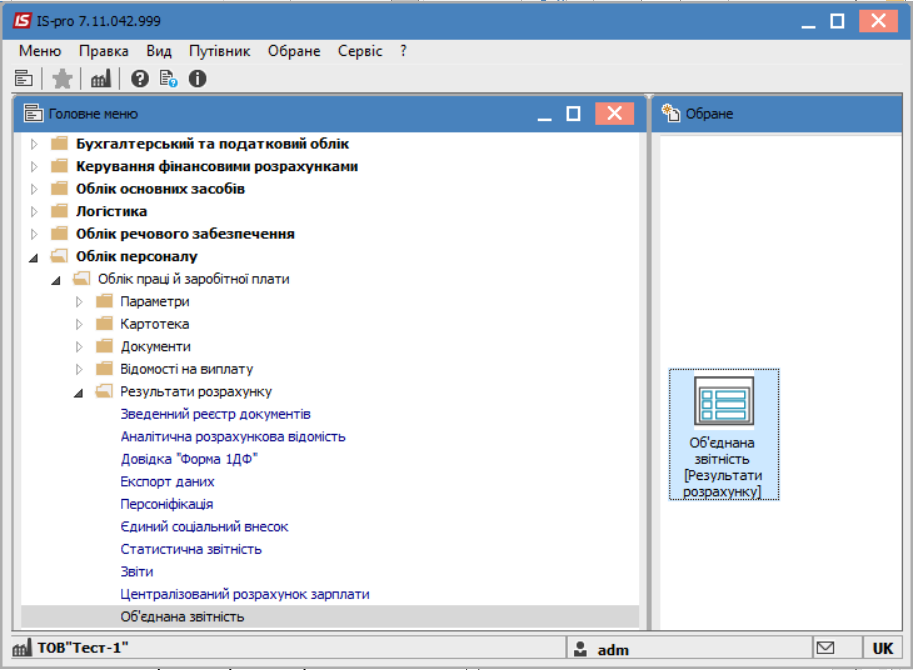 IS-pro 7.11.042.999
Меню Правка Вид Путівник Обране Сервіс ?
Головне меню
Бухгалтерський та податковий облік
Керування фінансовими розрахунками
Облік основних засобів
Логістика
Облік речового забезпечення
Облік персоналу
Облік праці й заробітної плати
Параметри
Картотека
Документи
Відомості на виплату
Результати розрахунку
Зведенний реєстр документів
Аналітична розрахункова відомість
Довідка "Форма 1ДФ"
Експорт даних
Персоніфікація
Єдиний соціальний внесок
Статистична звітність
Звіти
Централізований розрахунок зарплати
Об'єднана звітність
Обране
Об'єднана
звітність
[Результати
розрахунку]
ТОВ"Тест-1"
adm
UK